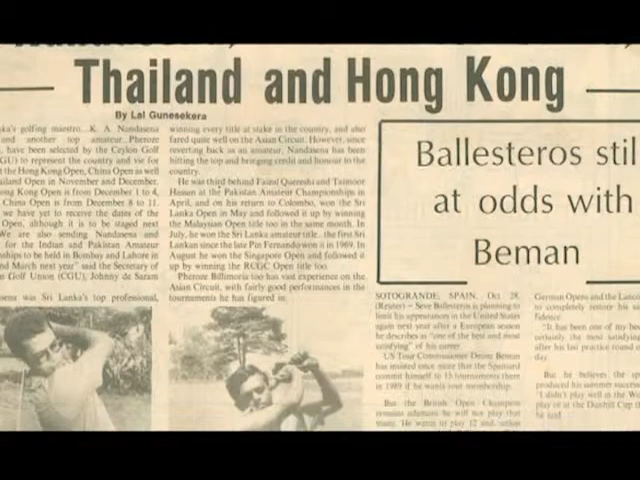 Thailand and Hong Kong
By Lal Gunesekera
ka's golfing maestro K. A. Nandasena
and another top amateur Pheroze
, have been selected by the Ceylon Golf
GU) to represent the country and vie for
t the Hong Kong Open, China Open as well
ailand Open in November and December.
ong Kong Open is from December 1 to 4,
China Open is from December 8 to 11.
we have yet to receive the dates of the
Open, although it is to be staged next
We are also sending Nandasena and
for the Indian and Pakistan Amateur
ships to be held in Bombay and Lahore in
nd March next year" said the Secretary of
n Golf Union (CGU), Johnny de Saram
sena was Sri Lanka's top professional,
winning every title at stake in the country, and also
fared quite well on the Asian Circuit. However, since
reverting back as an amateur, Nandasena has been
hitting the top and bringing credit and honour to the
country.
He was third behind Faizal Quereshi and Taimoor
Hassan at the Pakistan Amateur Championships in
April, and on his return to Colombo, won the Sri
Lanka Open in May and followed it up by winning
the Malaysian Open title too in the same month. In
July, he won the Sri Lanka amateur title, the first Sri
Lankan since the late Pin Fernando won it in 1969. In
August he won the Singapore Open and followed it
up by winning the RCGC Open title too.
Pheroze Billimoria too has vast experience on the
Asian Circuit, with fairly good performances in the
tournaments he has figured in.
Ballesteros stil
at odds with
Beman
SOTOGRANDE, SPAIN, Oct 28,
(Reuter) – Seve Ballesteros is planning to
limit his appearances in the United States
again next year after a European season
he describes as "one of the best and most
satisfying" of his career.
US Tour Commissioner Deane Beman
has insisted once more that the Spaniard
commit himself to 15 tournaments there
in 1989 if he wants tour membership.
But the British Open Champion
remains adamant he will not play that
many. He wants to play 12 and, unless
German Opens and the Lanco
to completely restore his
fidence.
"It has been one of my be
certainly the most satisfying
after his last practice round
day.
But he believes the
produced his summer success
"I didn't play well in the Wo
play or at the Dunhill Cup
he said.